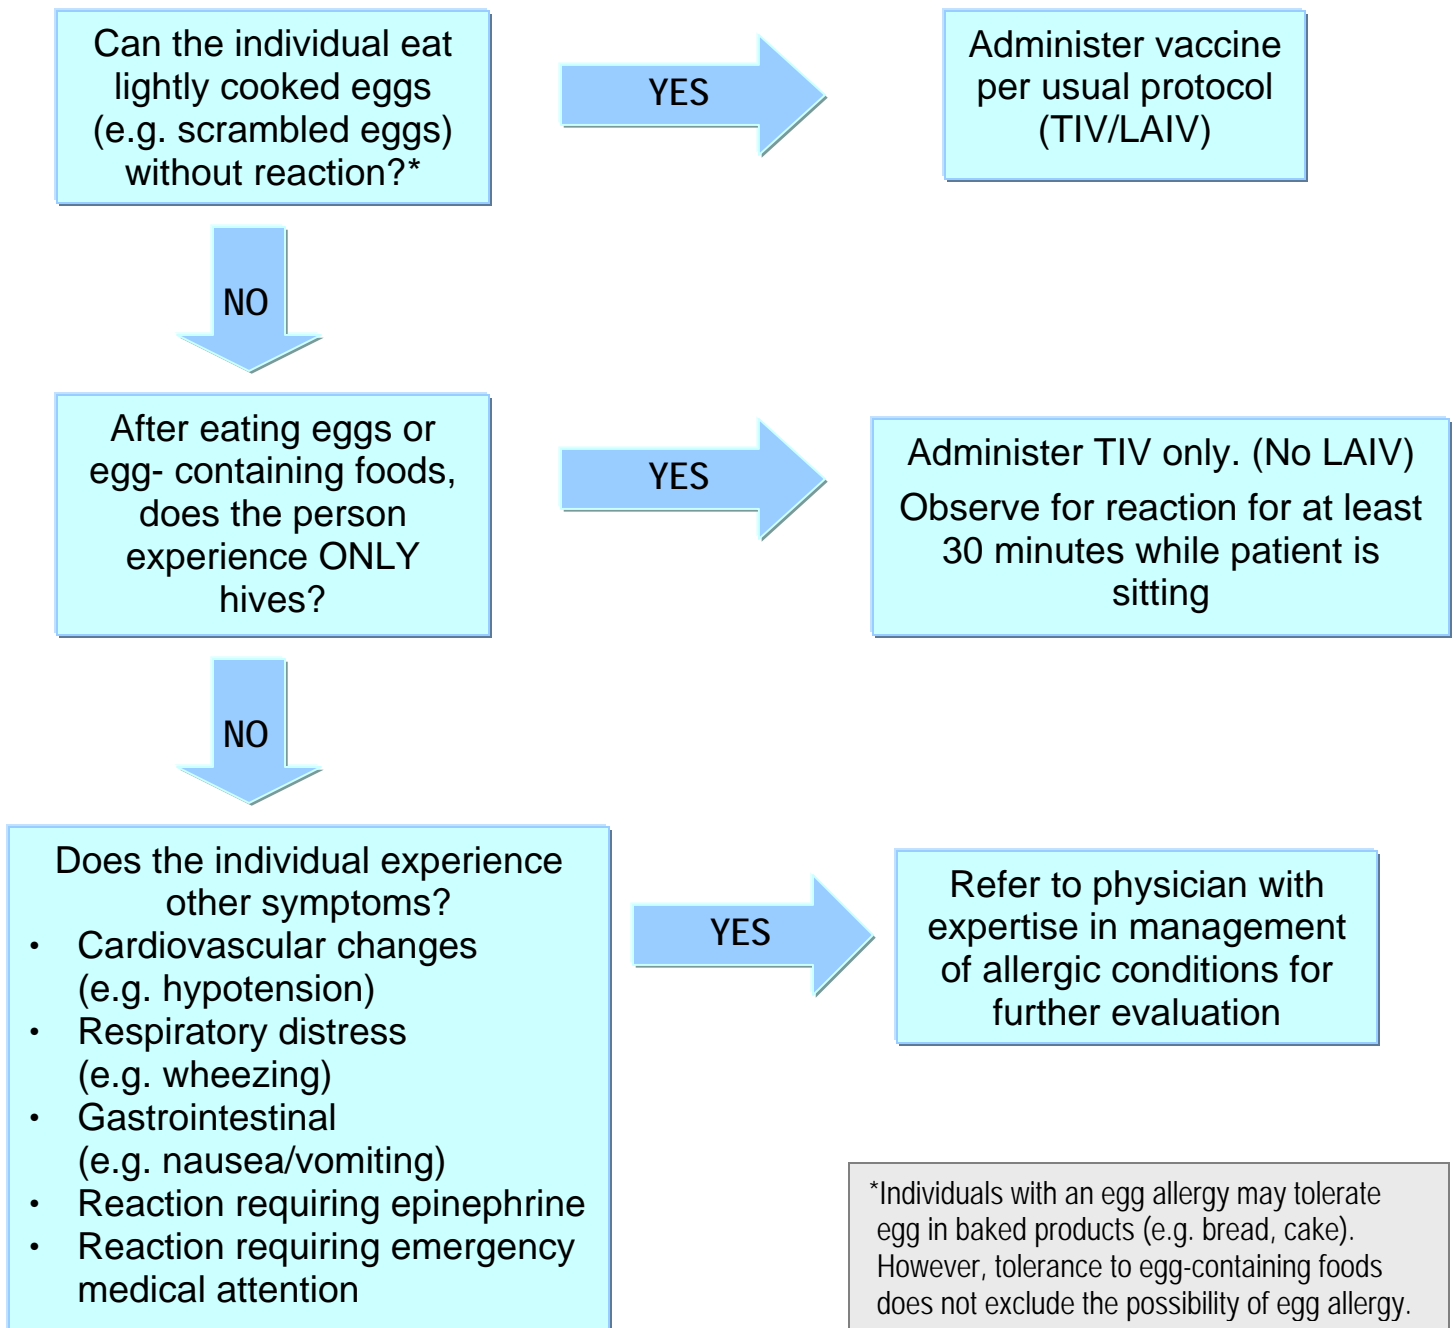 Can the individual eat
lightly cooked eggs
(e.g. scrambled eggs)
without reaction?*
YES
Administer vaccine
per usual protocol
(TIV/LAIV)
NO
After eating eggs or
egg- containing foods,
does the person
experience ONLY
hives?
YES
Administer TIV only. (No LAIV)
Observe for reaction for at least
30 minutes while patient is
sitting
NO
Does the individual experience
other symptoms?
• Cardiovascular changes
(e.g. hypotension)
• Respiratory distress
(e.g. wheezing)
• Gastrointestinal
(e.g. nausea/vomiting)
• Reaction requiring epinephrine
• Reaction requiring emergency
medical attention
YES
Refer to physician with
expertise in management
of allergic conditions for
further evaluation
*Individuals with an egg allergy may tolerate
egg in baked products (e.g. bread, cake).
However, tolerance to egg-containing foods
does not exclude the possibility of egg allergy.